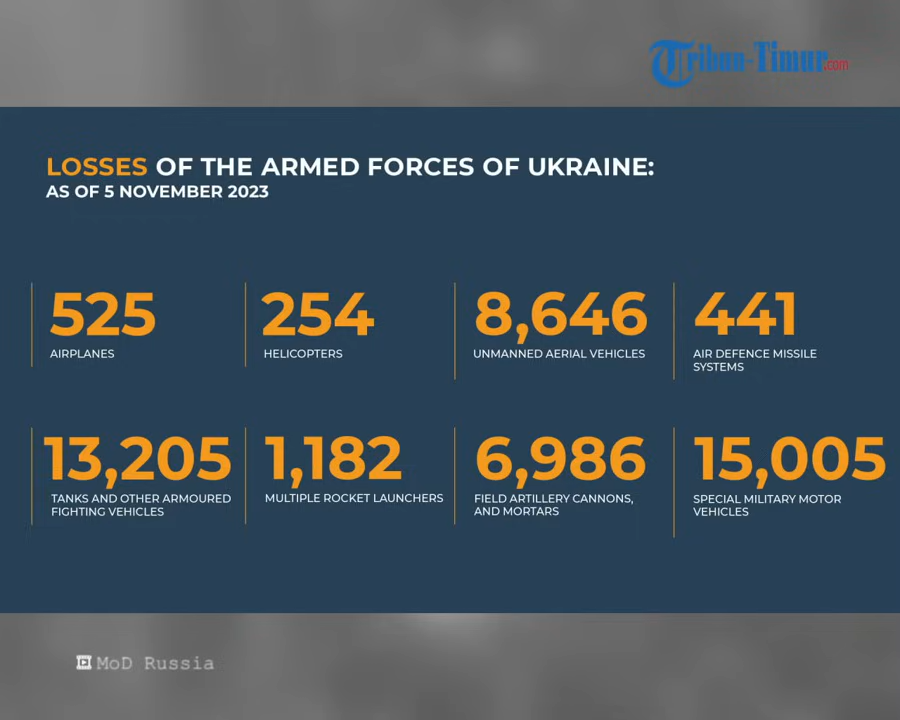 Tribun-Timur.com
LOSSES OF THE ARMED FORCES OF UKRAINE:
AS OF 5 NOVEMBER 2023
525
AIRPLANES
254
HELICOPTERS
8,646
UNMANNED AERIAL VEHICLES
441
AIR DEFENCE MISSILE
SYSTEMS
13,205
TANKS AND OTHER ARMOURED
FIGHTING VEHICLES
1,182
MULTIPLE ROCKET LAUNCHERS
6,986
FIELD ARTILLERY CANNONS,
AND MORTARS
15,005
SPECIAL MILITARY MOTOR
VEHICLES
MoD Russia